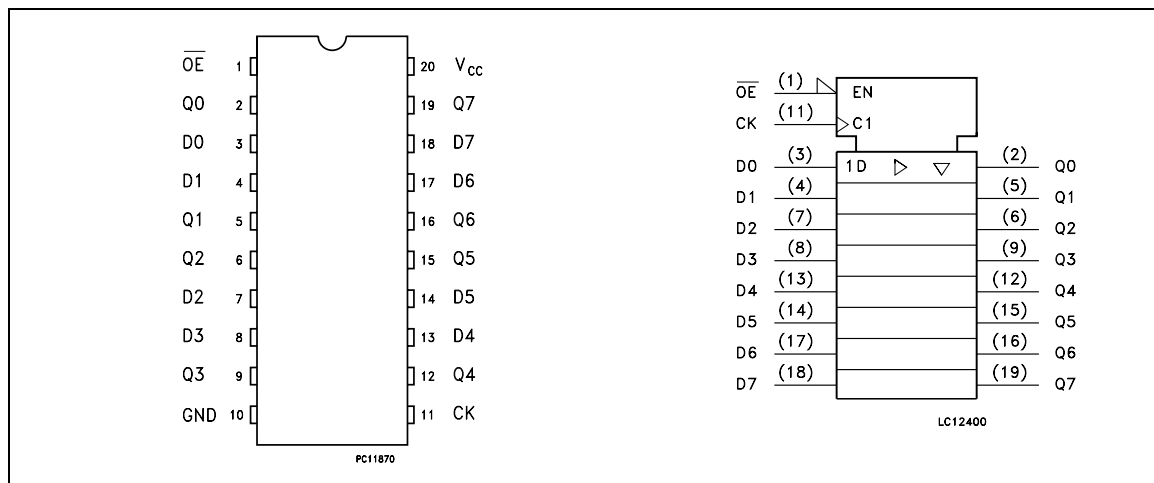 OE 1 20 VCC
Q0 2 19 Q7
D0 3 18 D7
D1 4 17 D6
Q1 5 16 Q6
Q2 6 15 Q5
D2 7 14 D5
D3 8 13 D4
Q3 9 12 Q4
GND 10 11 CK
PC11870
OE (1) EN
CK (11) C1
D0 (3) 1D (2) Q0
D1 (4) (5) Q1
D2 (7) (6) Q2
D3 (8) (9) Q3
D4 (13) (12) Q4
D5 (14) (15) Q5
D6 (17) (16) Q6
D7 (18) (19) Q7
LC12400